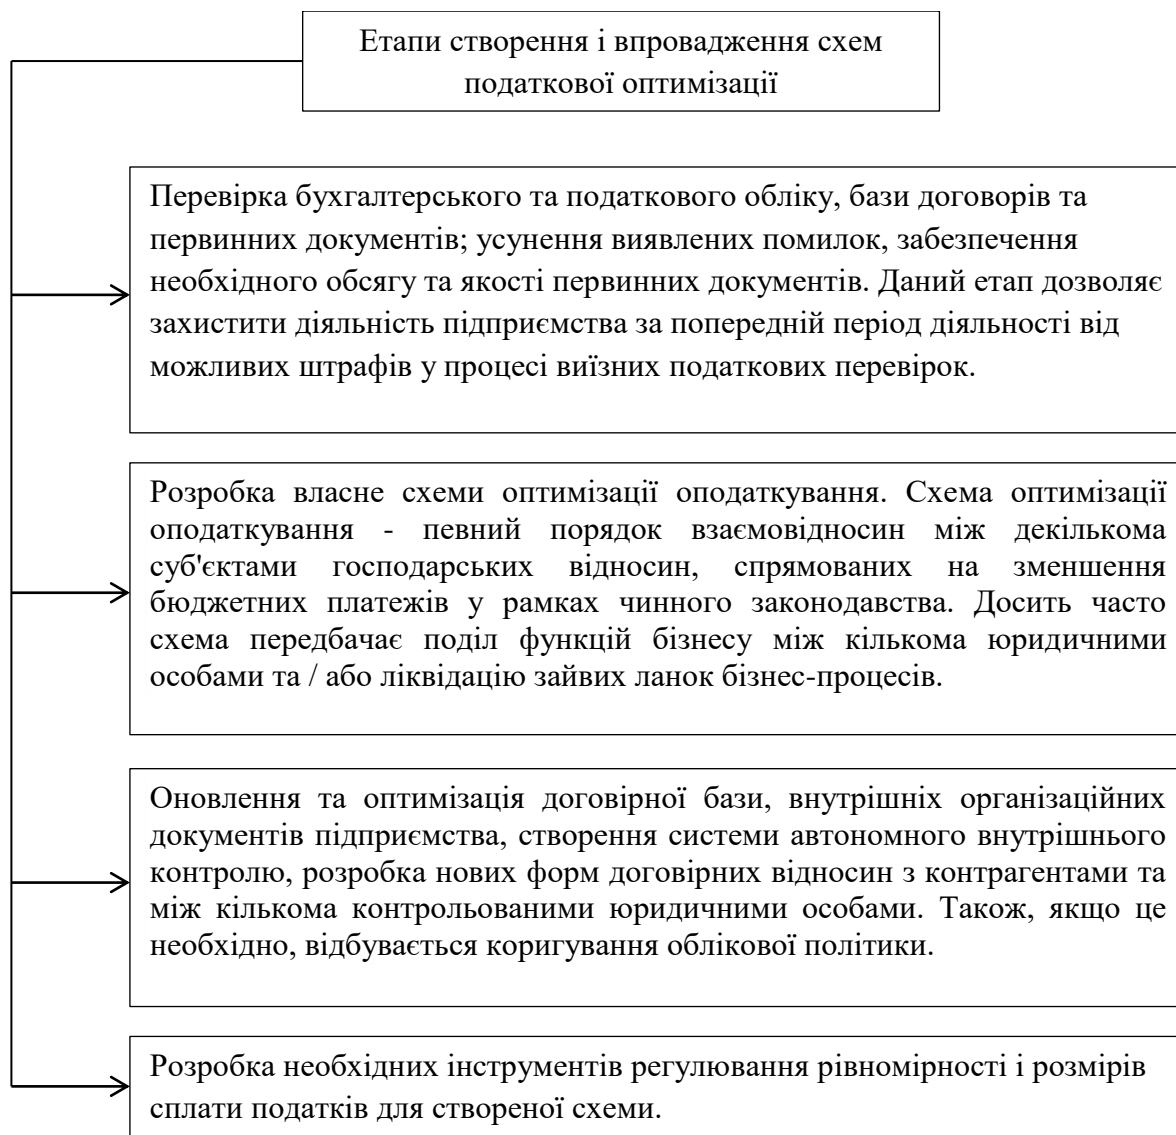 Етапи створення і впровадження схем
податкової оптимізації
Перевірка бухгалтерського та податкового обліку, бази договорів та
первинних документів; усунення виявлених помилок, забезпечення
необхідного обсягу та якості первинних документів. Даний етап дозволяє
захистити діяльність підприємства за попередній період діяльності від
можливих штрафів у процесі виїзних податкових перевірок.
Розробка власне схеми оптимізації оподаткування. Схема оптимізації
оподаткування - певний порядок взаємовідносин між декількома
суб'єктами господарських відносин, спрямованих на зменшення
бюджетних платежів у рамках чинного законодавства. Досить часто
схема передбачає поділ функцій бізнесу між кількома юридичними
особами та / або ліквідацію зайвих ланок бізнес-процесів.
Оновлення та оптимізація договірної бази, внутрішніх організаційних
документів підприємства, створення системи автономного внутрішнього
контролю, розробка нових форм договірних відносин з контрагентами та
між кількома контрольованими юридичними особами. Також, якщо це
необхідно, відбувається коригування облікової політики.
Розробка необхідних інструментів регулювання рівномірності і розмірів
сплати податків для створеної схеми.